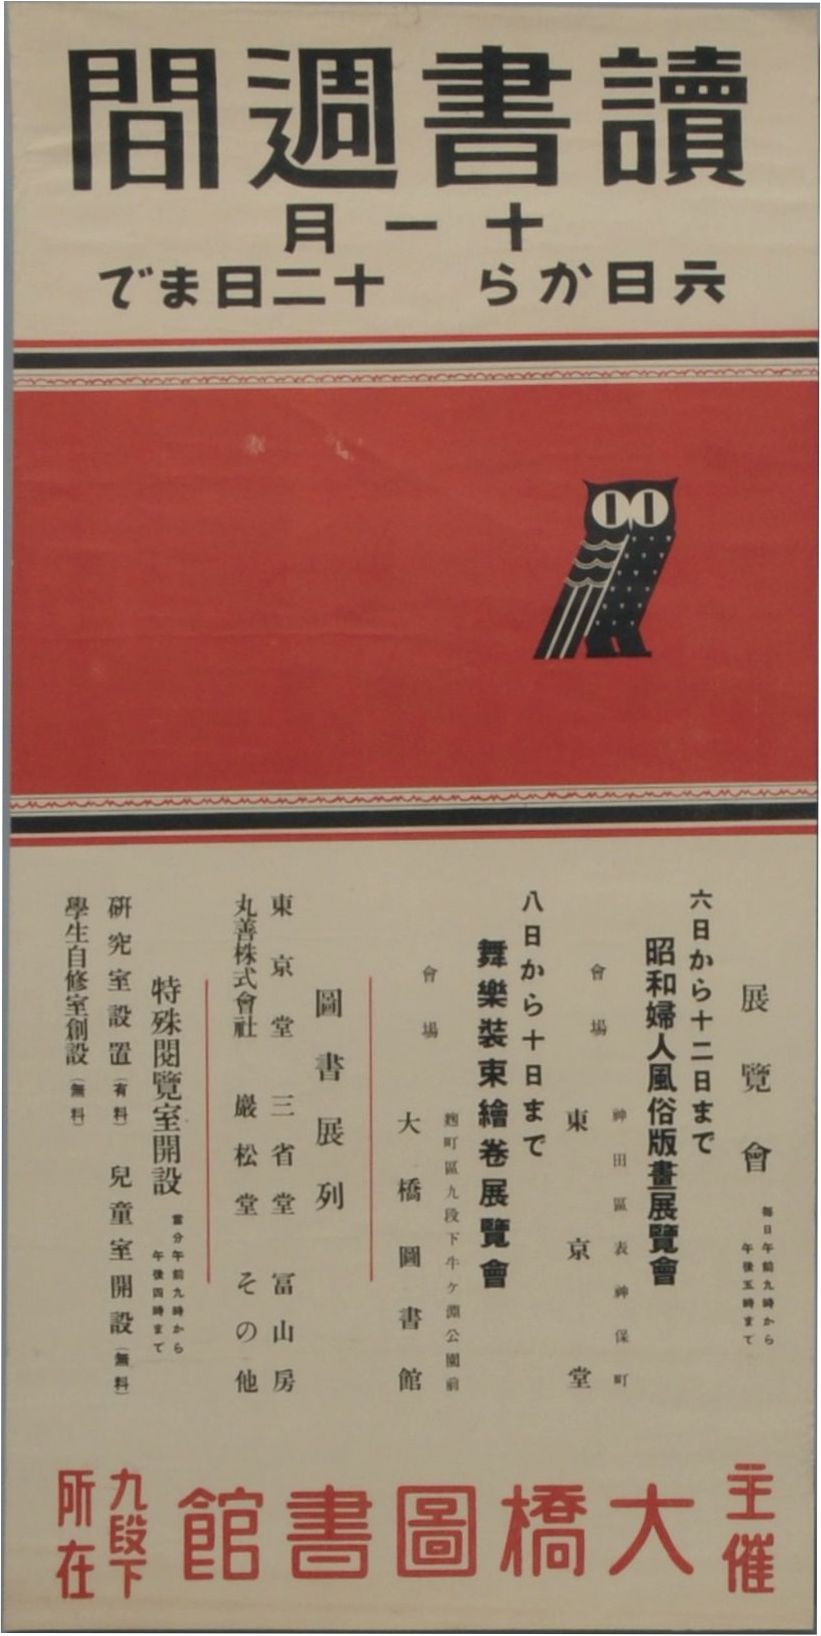 讀書週間
十一月
六日から 十二日まで
展覽會
每日午前九時から
午後五時まで
六日から十二日まで
昭和婦人風俗版畫展覽會
會場
神田區表神保町
東京堂
八日から十日まで
舞樂裝束繪卷展覽會
會場
麹町區九段下牛ヶ淵公園前
大橋圖書館
圖書展列
東京堂 三省堂 冨山房
丸善株式會社 巖松堂 その他
特殊閱覽室開設
當分午前九時から
午後四時まで
硏究室設置(有料) 兒童室開設(無料)
學生自修室創設(無料)
主催
大橋圖書館
九段下
所在